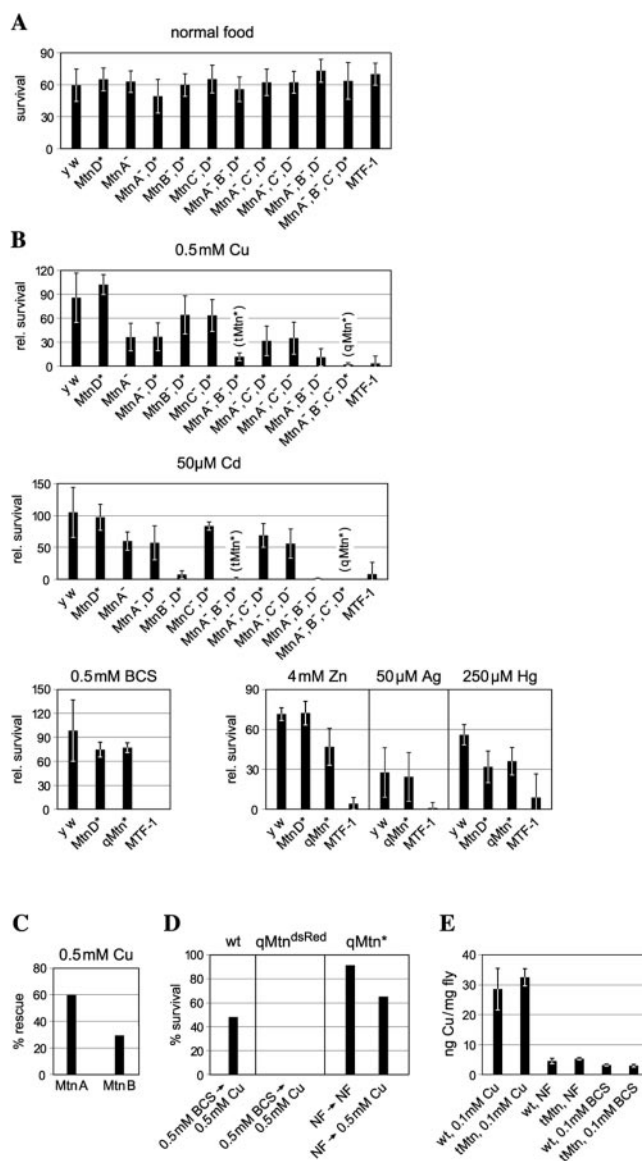 A
normal food
survival
90
60
30
0
y w
MtnD*
MtnA⁻
MtnA⁻, D*
MtnB⁻, D*
MtnC⁻, D*
MtnA⁻, B⁻, D*
MtnA⁻, C⁻, D*
MtnA⁻, C⁻, D⁻
MtnA⁻, B⁻, D⁻
MtnA⁻, B⁻, C⁻, D*
MTF-1
B
0.5mM Cu
rel. survival
120
90
60
30
0
(tMtn*)
(qMtn*)
y w
MtnD*
MtnA⁻
MtnA⁻, D*
MtnB⁻, D*
MtnC⁻, D*
MtnA⁻, B⁻, D*
MtnA⁻, C⁻, D*
MtnA⁻, C⁻, D⁻
MtnA⁻, B⁻, D⁻
MtnA⁻, B⁻, C⁻, D*
MTF-1
50µM Cd
rel. survival
150
100
50
0
(tMtn*)
(qMtn*)
y w
MtnD*
MtnA⁻
MtnA⁻, D*
MtnB⁻, D*
MtnC⁻, D*
MtnA⁻, B⁻, D*
MtnA⁻, C⁻, D*
MtnA⁻, C⁻, D⁻
MtnA⁻, B⁻, D⁻
MtnA⁻, B⁻, C⁻, D*
MTF-1
0.5mM BCS
rel. survival
150
120
90
60
30
0
y w
MtnD*
qMtn*
MTF-1
4mM Zn
50µM Ag
250µM Hg
rel. survival
90
60
30
0
y w
MtnD*
qMtn*
MTF-1
y w
qMtn*
MTF-1
y w
MtnD*
qMtn*
MTF-1
C
0.5mM Cu
% rescue
80
60
40
20
0
MtnA
MtnB
D
wt
qMtn^dsRed
qMtn*
% survival
100
80
60
40
20
0
0.5mM BCS→
0.5mM Cu
0.5mM BCS→
0.5mM Cu
NF → NF
NF → 0.5mM Cu
E
ng Cu/mg fly
40
30
20
10
0
wt, 0.1mM Cu
tMtn, 0.1mM Cu
wt, NF
tMtn, NF
wt, 0.1mM BCS
tMtn, 0.1mM BCS